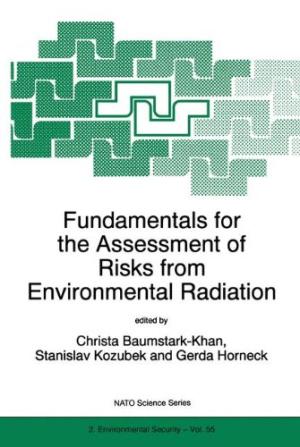 Fundamentals for
the Assessment of
Risks from
Environmental Radiation
edited by
Christa Baumstark-Khan,
Stanislav Kozubek and Gerda Horneck
NATO Science Series
2. Environmental Security – Vol. 55